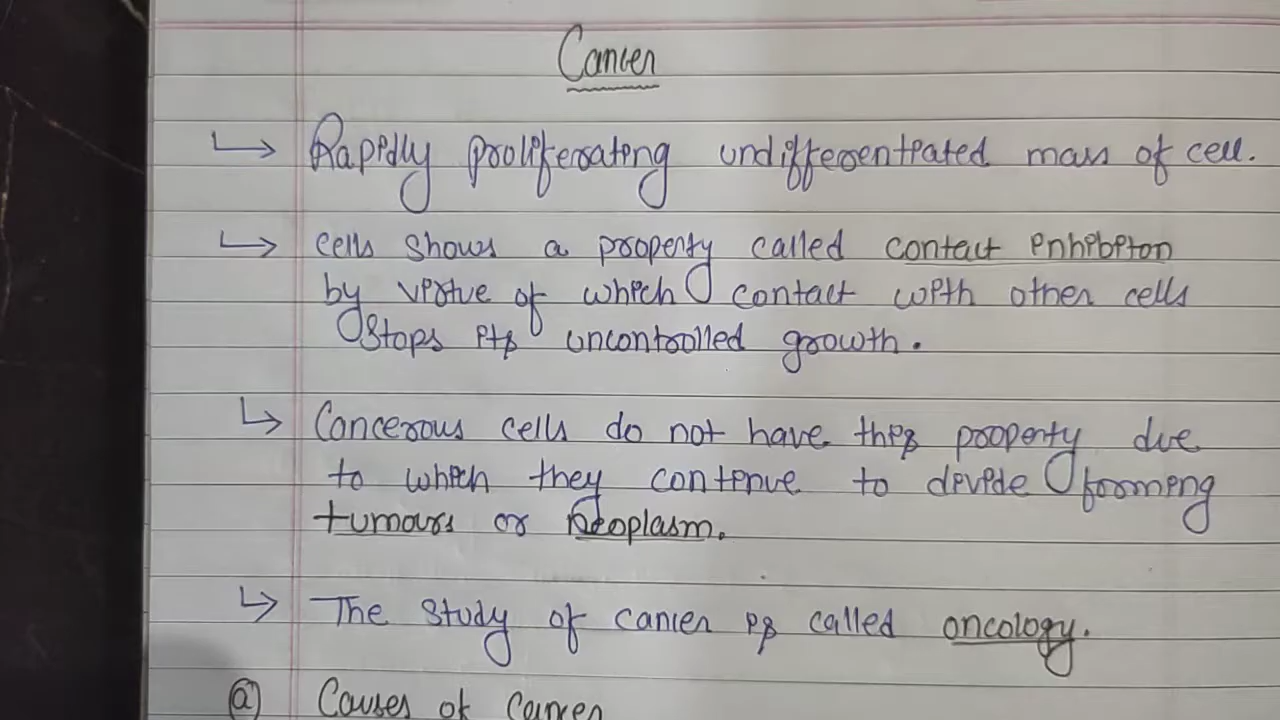 Cancer
↳ Rapidly proliferating undifferentiated mass of cell.
↳ cells shows a property called contact inhibition
by virtue of which contact with other cells
stops its uncontrolled growth.
↳ Cancerous cells do not have this property due
to which they continue to divide forming
tumours or Neoplasm.
↳ The study of cancer is called oncology.
ⓐ Causes of Cancer